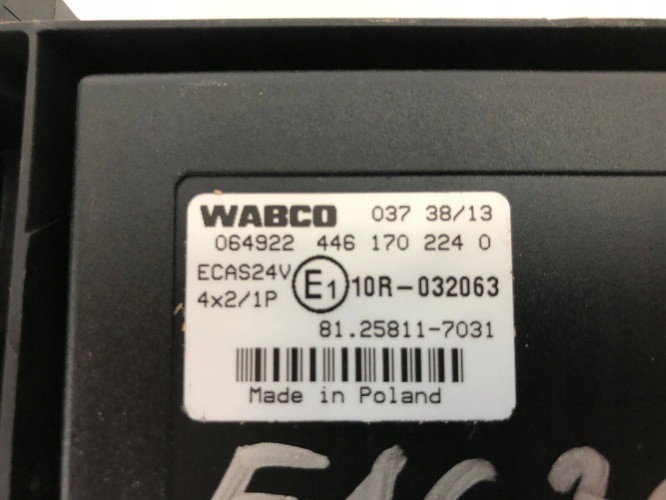 WABCO 037 38/13
064922 446 170 224 0
ECAS24V
4x2/1P
E1 10R-032063
81.25811-7031
Made in Poland